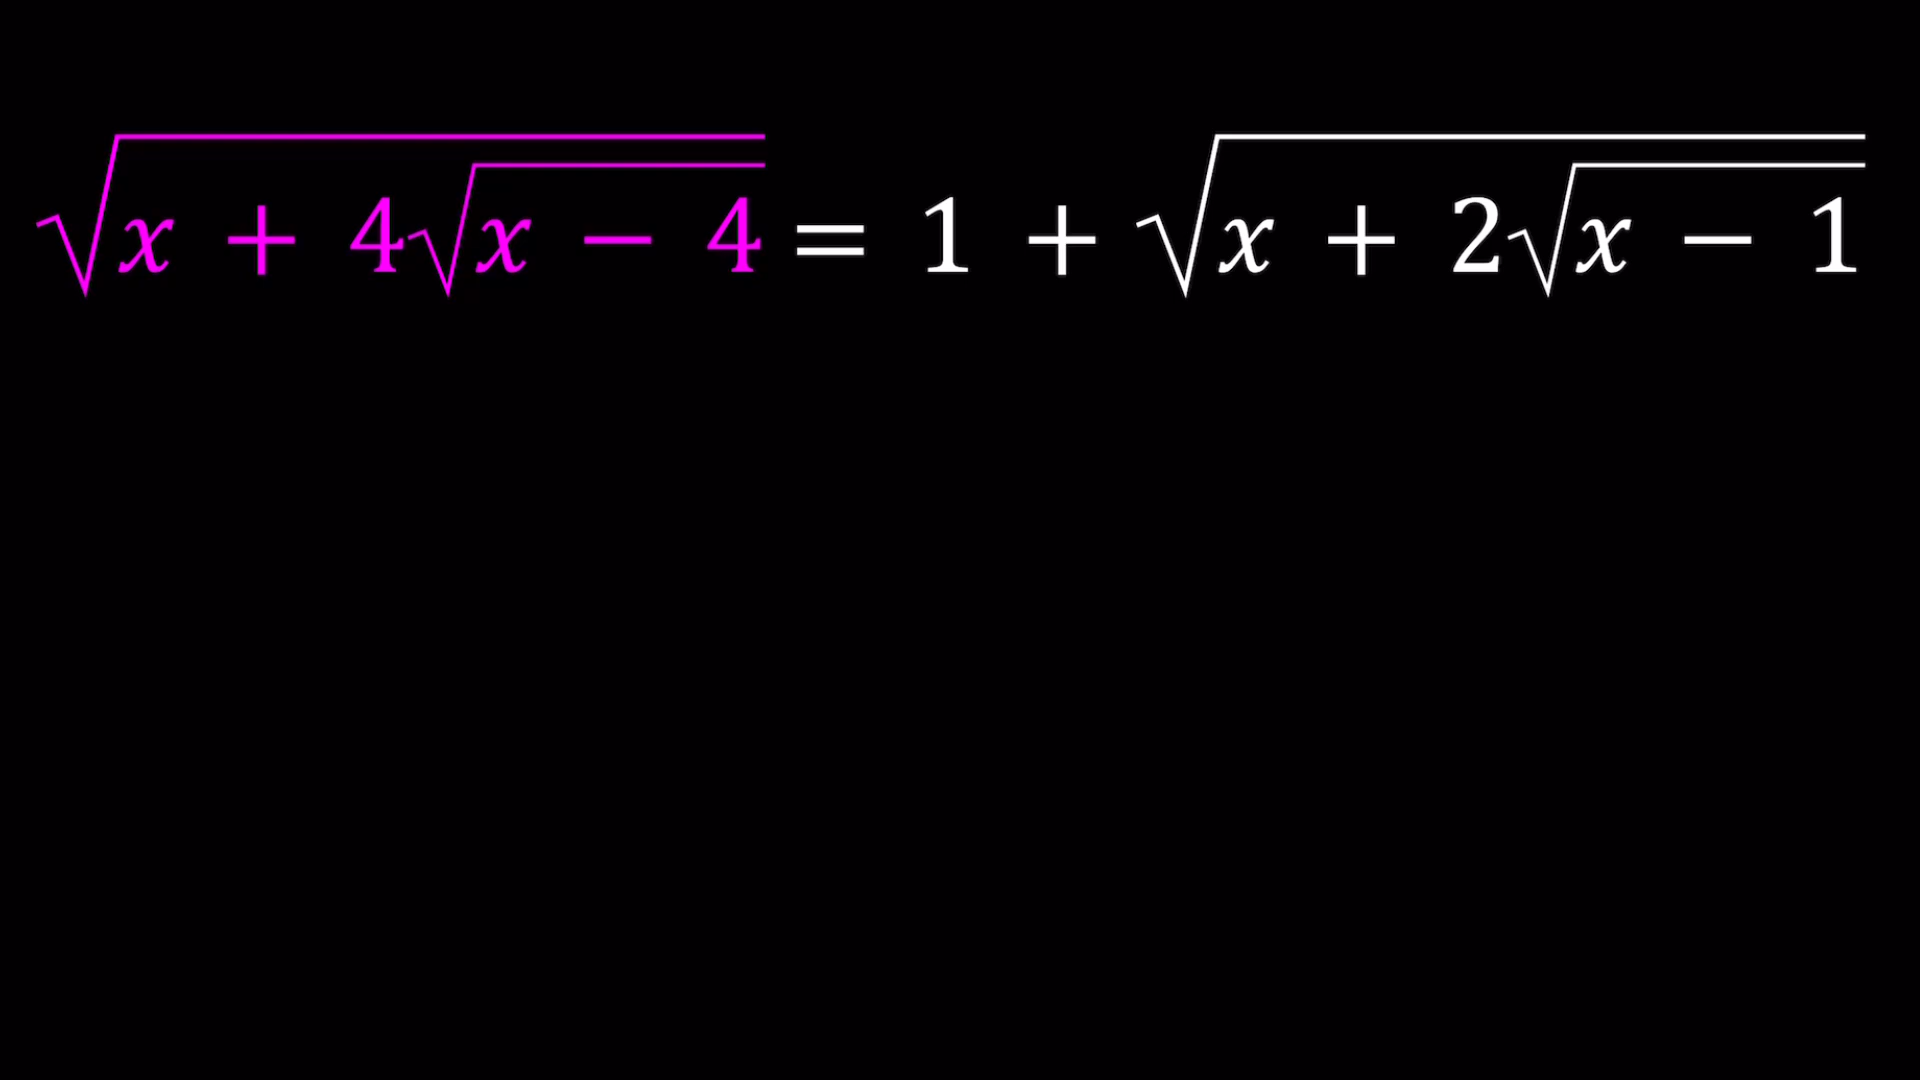 √(x + 4√(x − 4)) = 1 + √(x + 2√(x − 1))